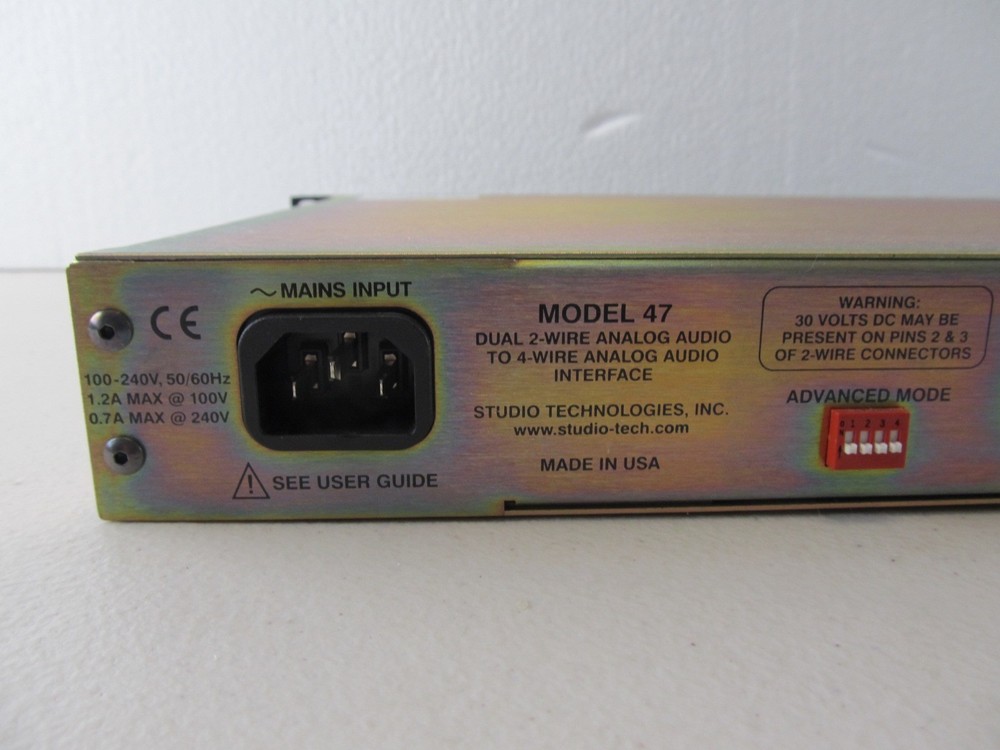 CE
100-240V, 50/60Hz
1.2A MAX @ 100V
0.7A MAX @ 240V
~ MAINS INPUT
! SEE USER GUIDE
MODEL 47
DUAL 2-WIRE ANALOG AUDIO
TO 4-WIRE ANALOG AUDIO
INTERFACE
STUDIO TECHNOLOGIES, INC.
www.studio-tech.com
MADE IN USA
WARNING:
30 VOLTS DC MAY BE
PRESENT ON PINS 2 & 3
OF 2-WIRE CONNECTORS
ADVANCED MODE
1 2 3 4